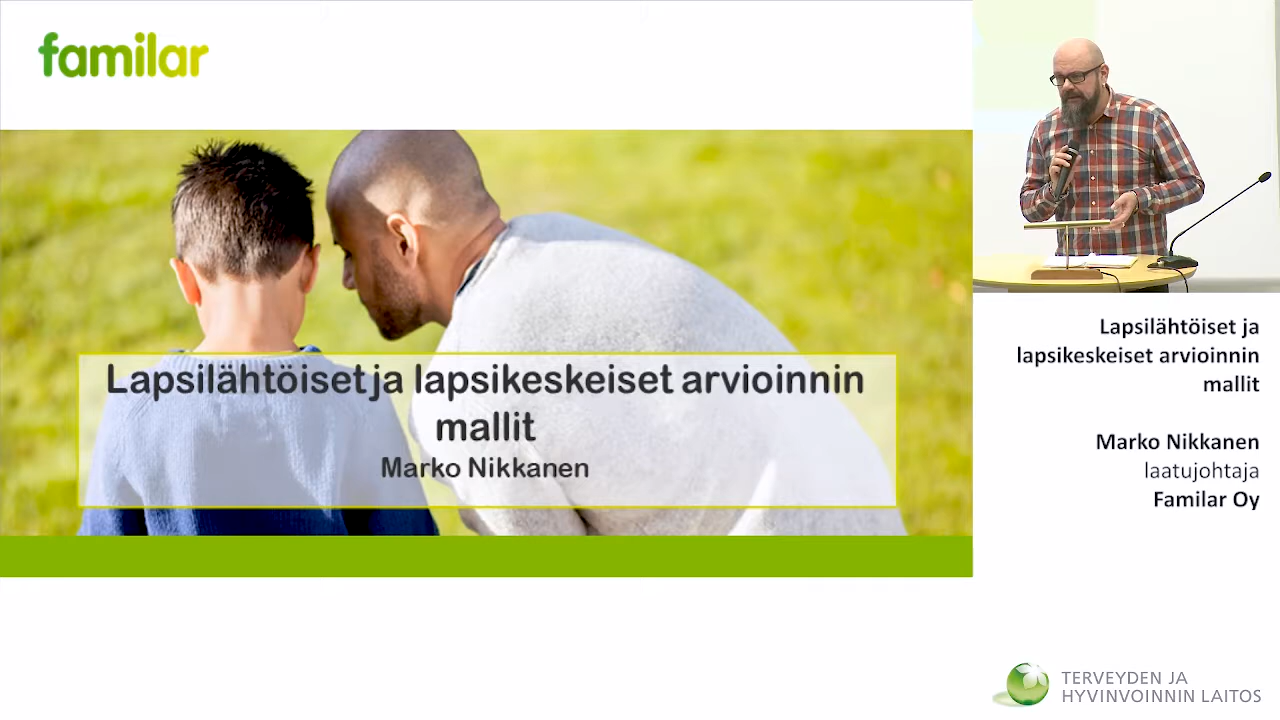 familar
Lapsilähtöiset ja lapsikeskeiset arvioinnin
mallit
Marko Nikkanen
Lapsilähtöiset ja
lapsikeskeiset arvioinnin
mallit
Marko Nikkanen
laatujohtaja
Familar Oy
TERVEYDEN JA
HYVINVOINNIN LAITOS